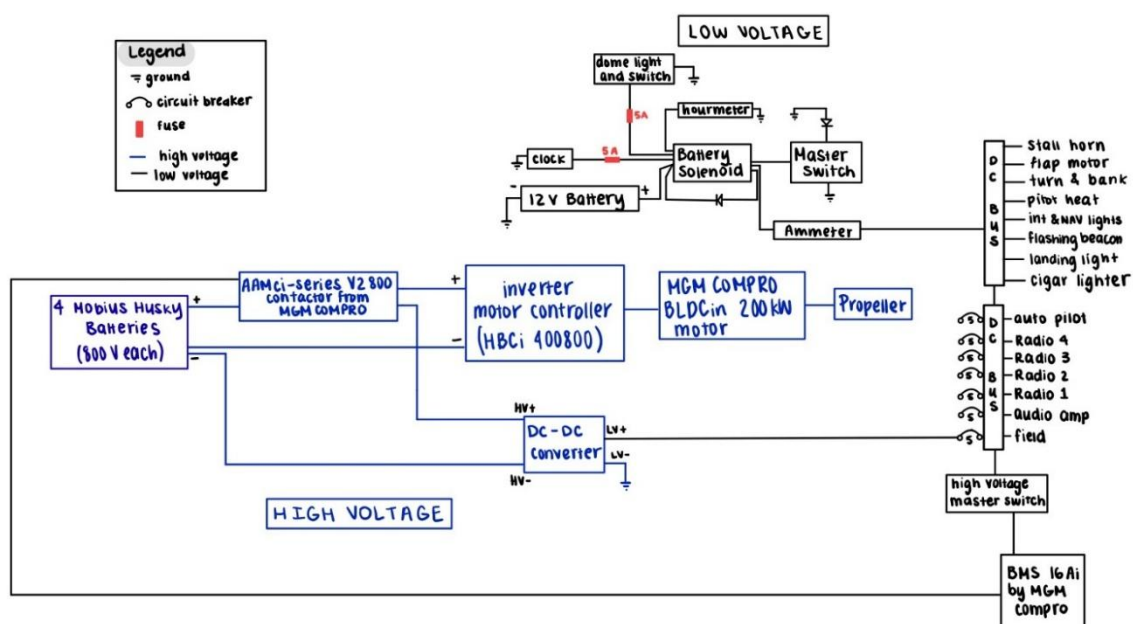 LOW VOLTAGE
Legend
ground
circuit breaker
fuse
high voltage
low voltage
dome light
and switch
5A
hourmeter
5A
clock
Battery
Solenoid
Master
Switch
- 12V Battery +
Ammeter
DC BUS
stall horn
flap motor
turn & bank
pitot heat
int & NAV lights
flashing beacon
landing light
cigar lighter
AAMci-series V2 800
contactor from
MGM COMPRO
4 Mobius Husky
Batteries
(800 V each)
+
-
+
-
inverter
motor controller
(HBCi 400800)
MGM COMPRO
BLDCin 200kW
motor
Propeller
DC BUS
5 auto pilot
5 Radio 4
5 Radio 3
5 Radio 2
5 Radio 1
5 audio amp
5 field
HV+
DC-DC
converter
LV+
LV-
HV-
high voltage
master switch
HIGH VOLTAGE
BMS 16Ai
by MGM
compro